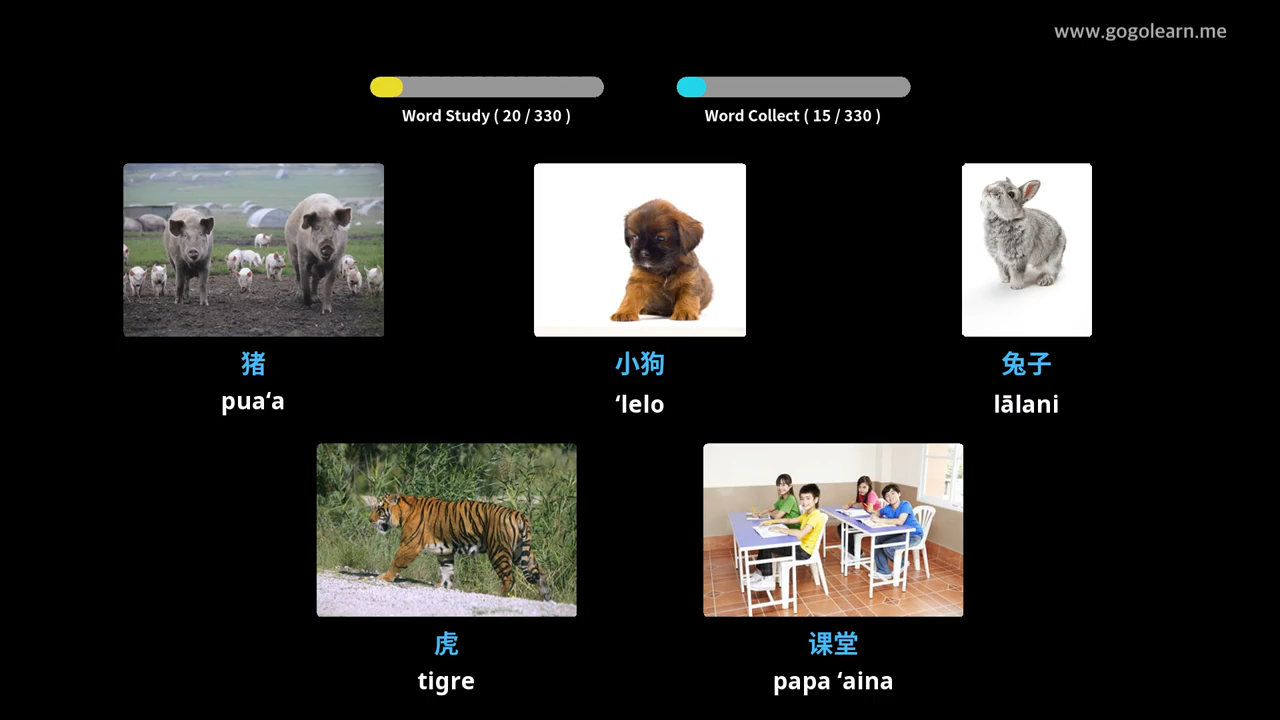 www.gogolearn.me
Word Study ( 20 / 330 )
Word Collect ( 15 / 330 )
猪
puaʻa
小狗
ʻlelo
兔子
lālani
虎
tigre
课堂
papa ʻaina